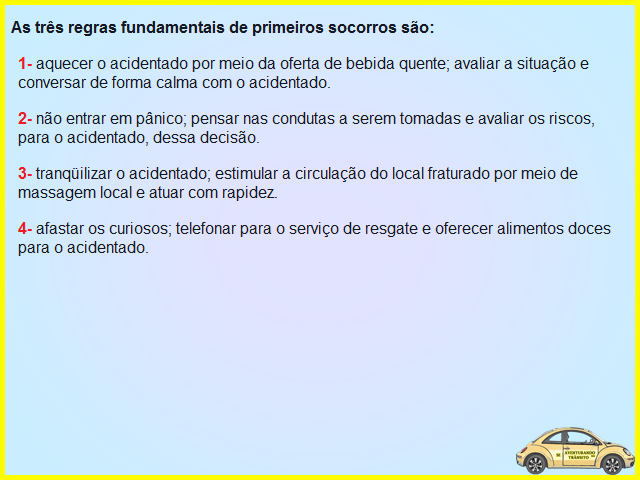 As três regras fundamentais de primeiros socorros são:
1- aquecer o acidentado por meio da oferta de bebida quente; avaliar a situação e
conversar de forma calma com o acidentado.
2- não entrar em pânico; pensar nas condutas a serem tomadas e avaliar os riscos,
para o acidentado, dessa decisão.
3- tranqüilizar o acidentado; estimular a circulação do local fraturado por meio de
massagem local e atuar com rapidez.
4- afastar os curiosos; telefonar para o serviço de resgate e oferecer alimentos doces
para o acidentado.
AVENTURANDO
TRÂNSITO